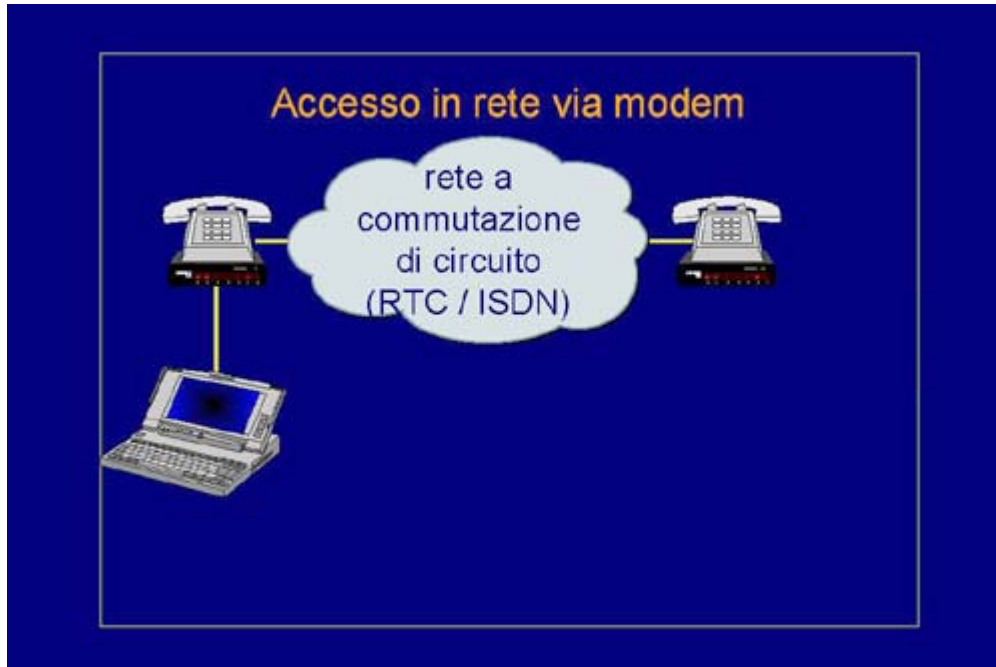 Accesso in rete via modem
rete a
commutazione
di circuito
(RTC / ISDN)